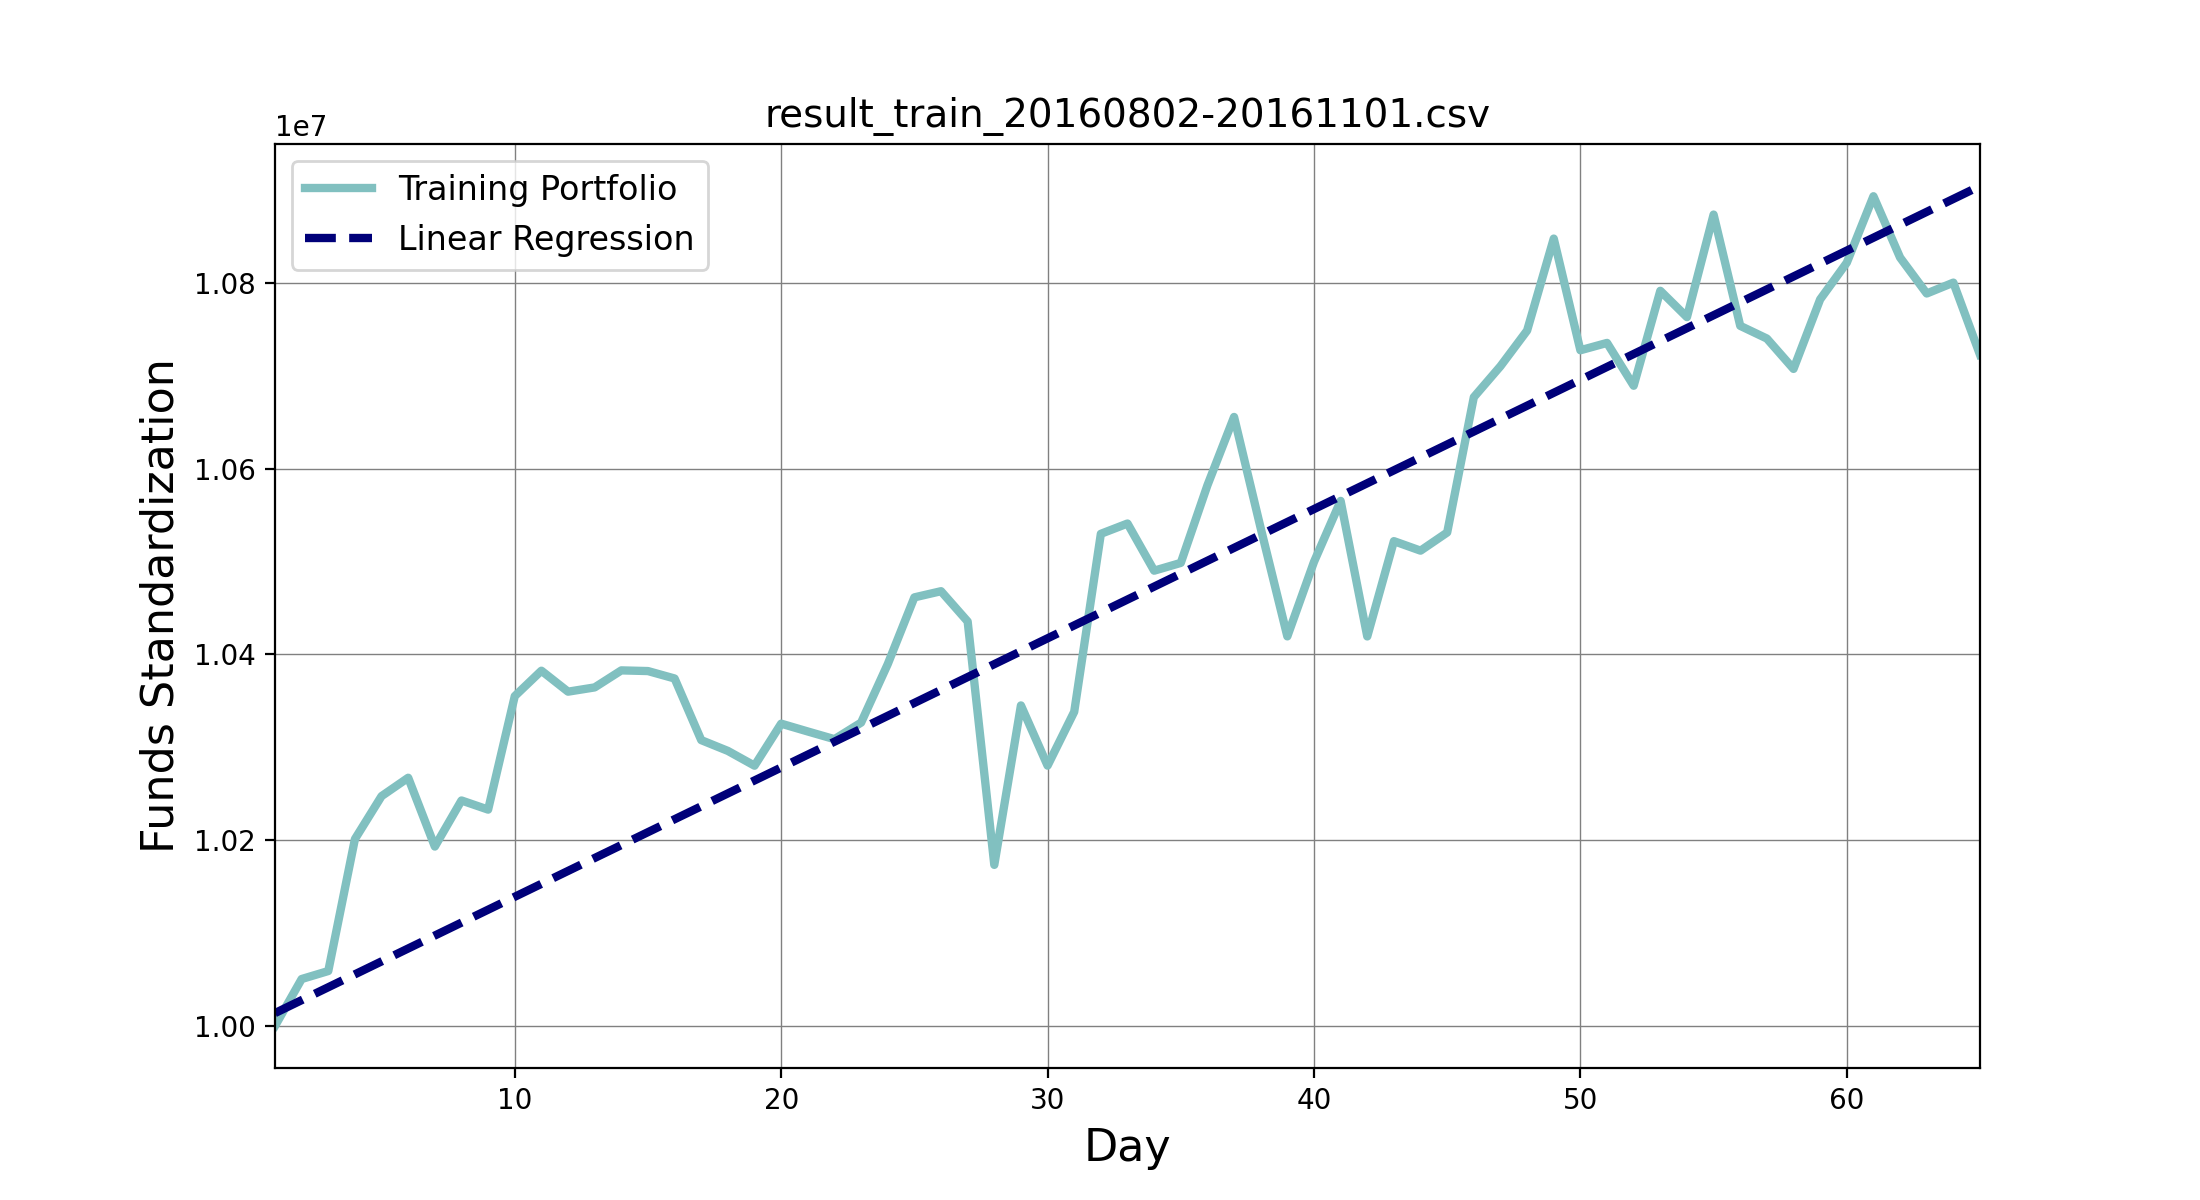 result_train_20160802-20161101.csv
1e7
Training Portfolio
Linear Regression
1.08
1.06
1.04
1.02
1.00
Funds Standardization
10 20 30 40 50 60
Day